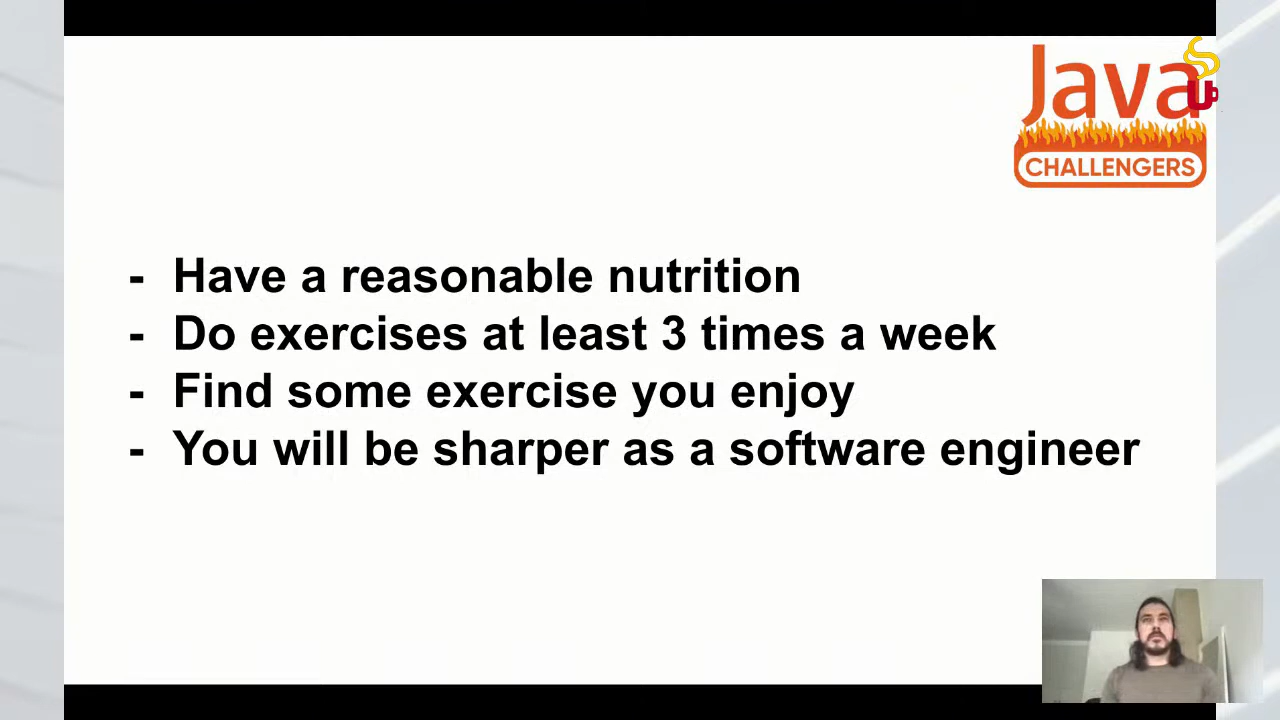 Java
CHALLENGERS
- Have a reasonable nutrition
- Do exercises at least 3 times a week
- Find some exercise you enjoy
- You will be sharper as a software engineer